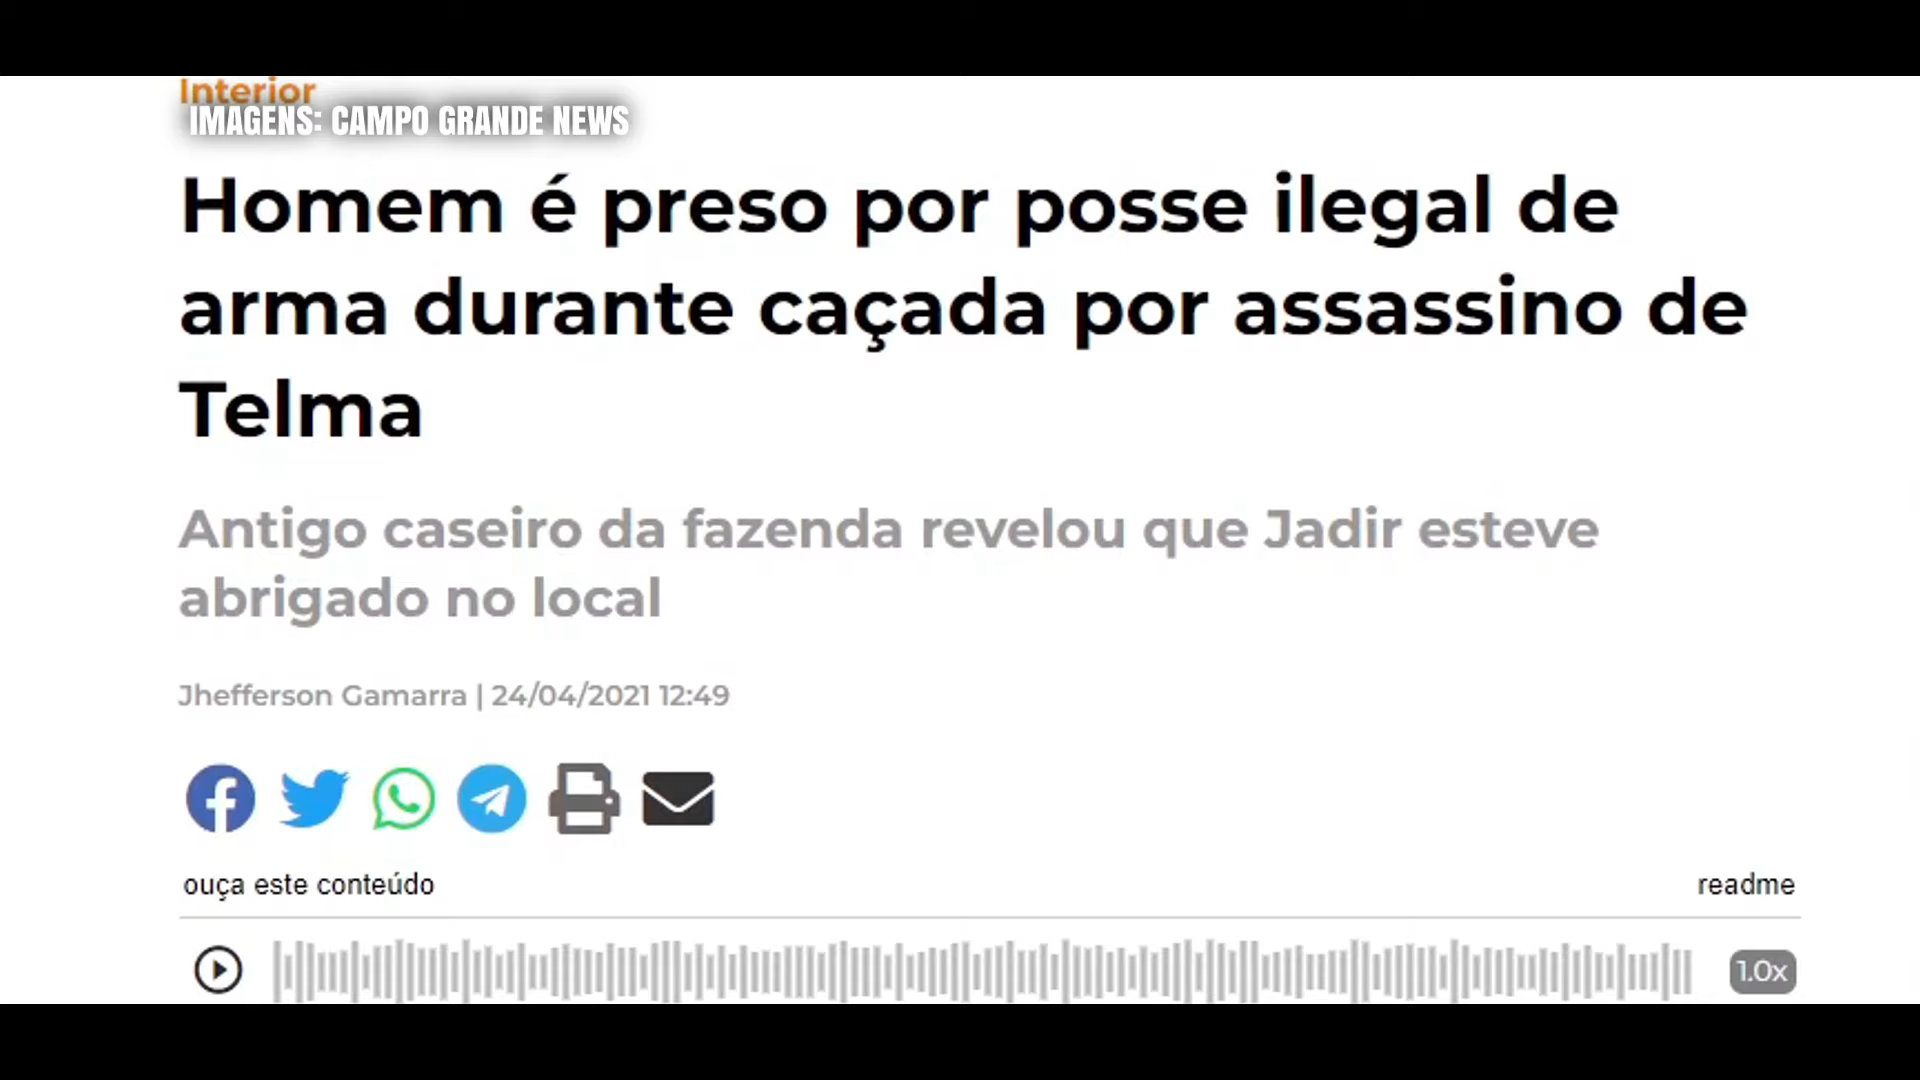 Interior
IMAGENS: CAMPO GRANDE NEWS
Homem é preso por posse ilegal de
arma durante caçada por assassino de
Telma
Antigo caseiro da fazenda revelou que Jadir esteve
abrigado no local
Jhefferson Gamarra | 24/04/2021 12:49
ouça este conteúdo
readme
1.0x